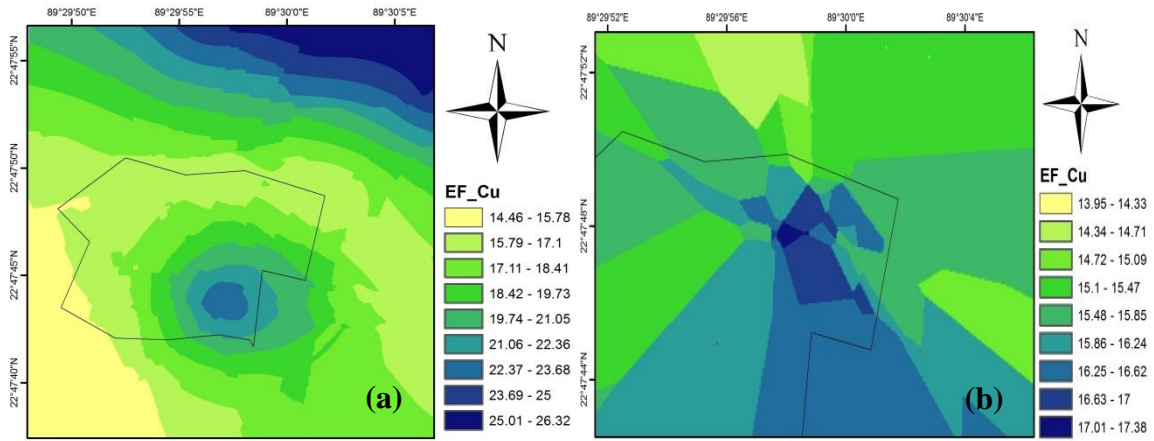 89°29'50"E 89°29'55"E 89°30'0"E 89°30'5"E
22°47'55"N
22°47'50"N
22°47'45"N
22°47'40"N
N
EF_Cu
14.46 - 15.78
15.79 - 17.1
17.11 - 18.41
18.42 - 19.73
19.74 - 21.05
21.06 - 22.36
22.37 - 23.68
23.69 - 25
25.01 - 26.32
(a)
89°29'52"E 89°29'56"E 89°30'0"E 89°30'4"E
22°47'52"N
22°47'48"N
22°47'44"N
N
EF_Cu
13.95 - 14.33
14.34 - 14.71
14.72 - 15.09
15.1 - 15.47
15.48 - 15.85
15.86 - 16.24
16.25 - 16.62
16.63 - 17
17.01 - 17.38
(b)